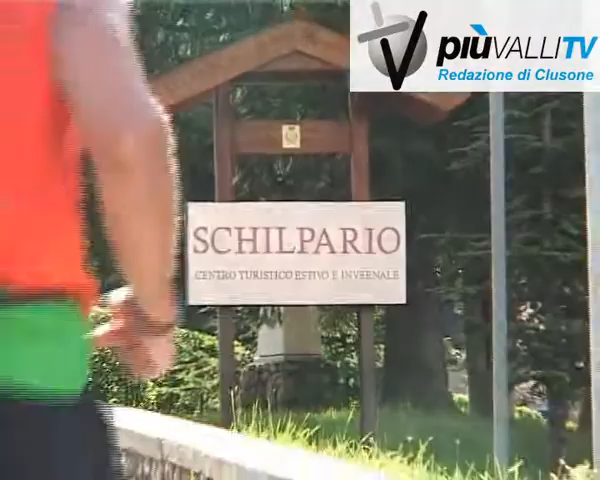 piùVALLITV
Redazione di Clusone
SCHILPARIO
CENTRO TURISTICO ESTIVO E INVERNALE